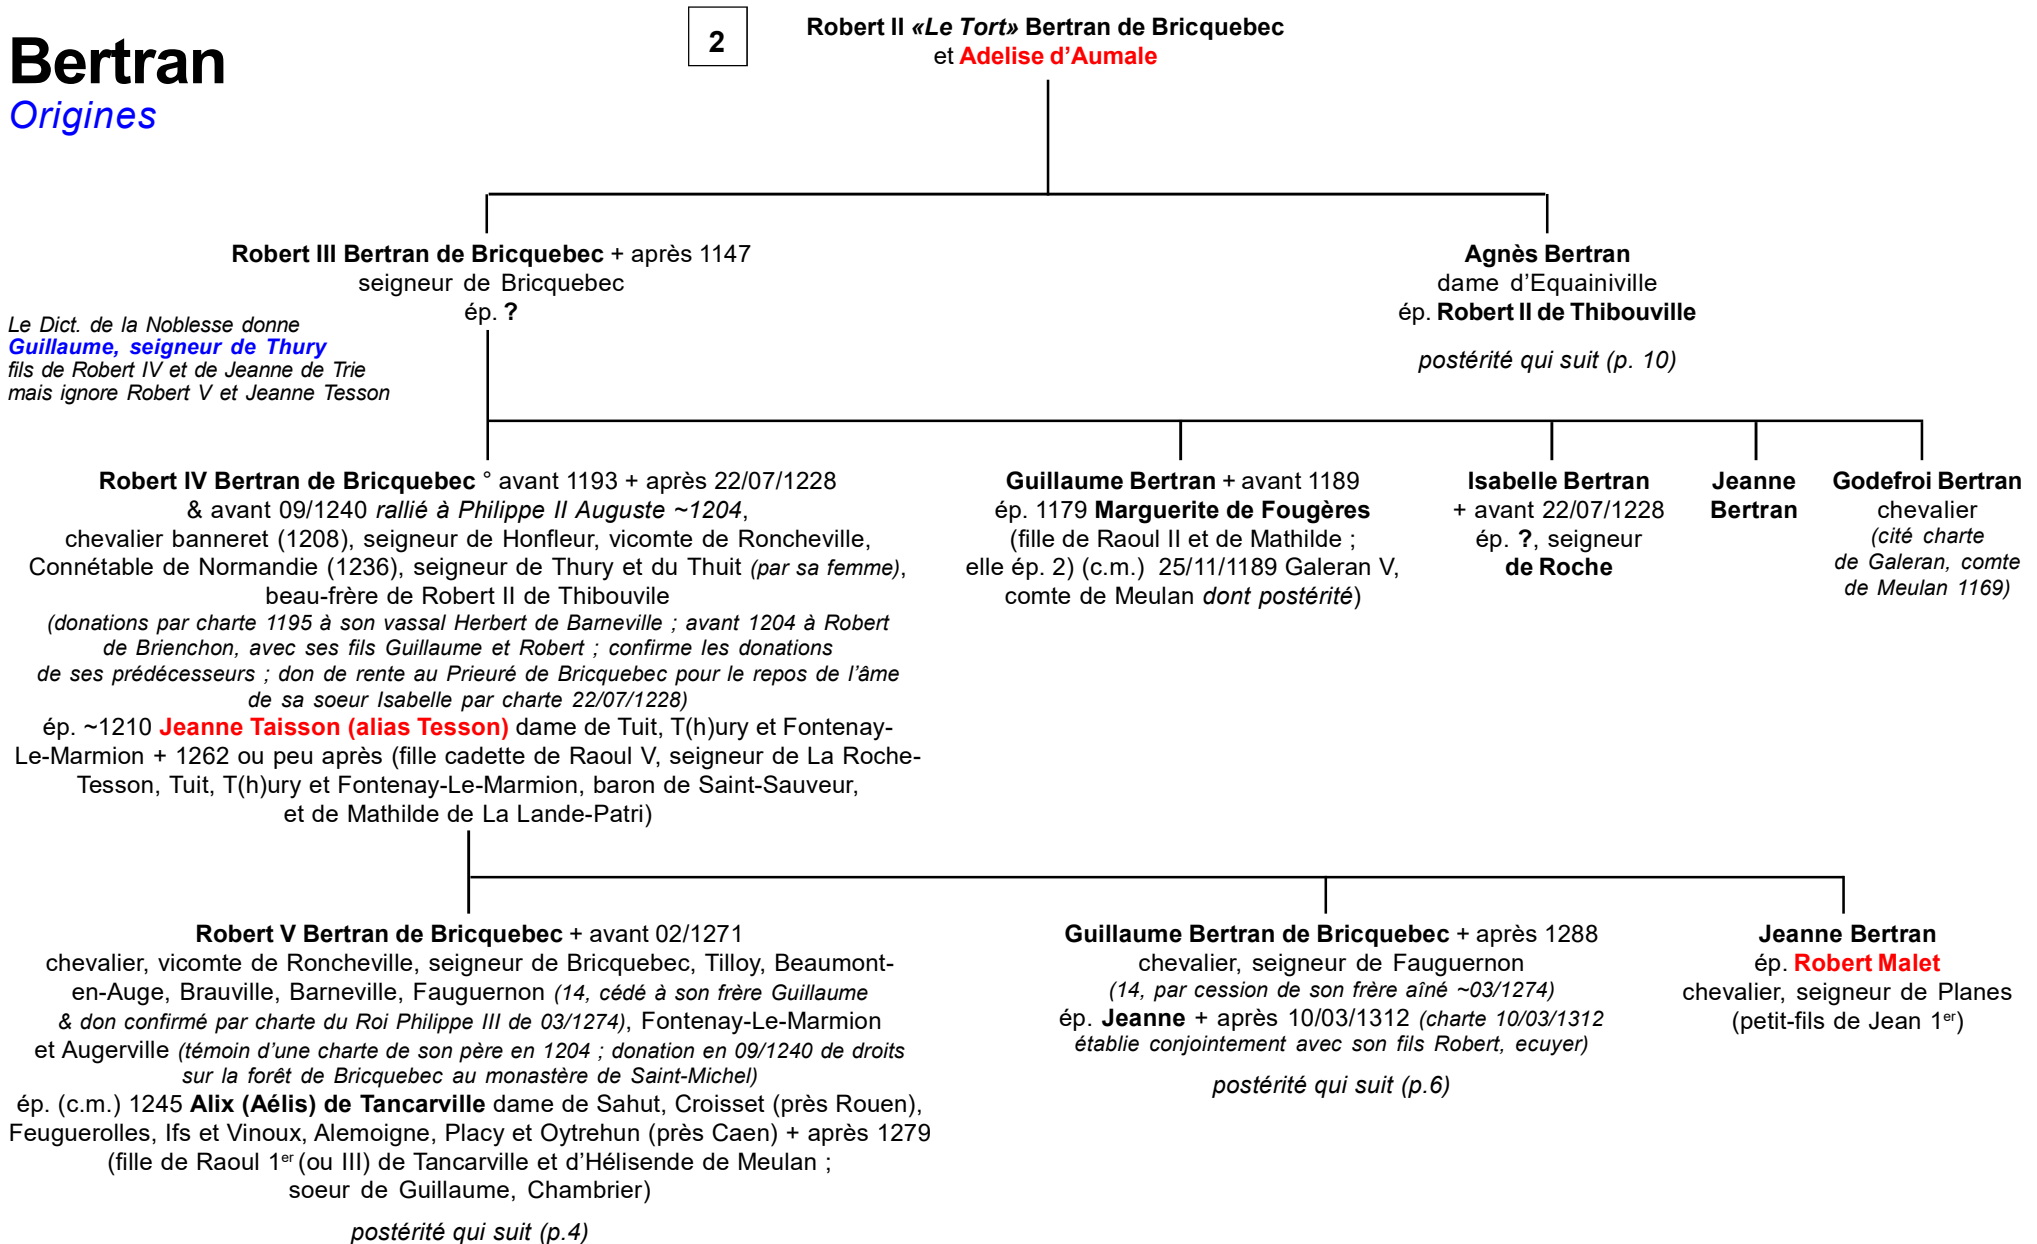 Bertran
Origines
2
Robert II «Le Tort» Bertran de Bricquebec
et Adelise d'Aumale
Robert III Bertran de Bricquebec + après 1147
seigneur de Bricquebec
ép. ?
Agnès Bertran
dame d'Equainiville
ép. Robert II de Thibouville
postérité qui suit (p. 10)
Le Dict. de la Noblesse donne
Guillaume, seigneur de Thury
fils de Robert IV et de Jeanne de Trie
mais ignore Robert V et Jeanne Tesson
Robert IV Bertran de Bricquebec ° avant 1193 + après 22/07/1228
& avant 09/1240 rallié à Philippe II Auguste ~1204,
chevalier banneret (1208), seigneur de Honfleur, vicomte de Roncheville,
Connétable de Normandie (1236), seigneur de Thury et du Thuit (par sa femme),
beau-frère de Robert II de Thibouvile
(donations par charte 1195 à son vassal Herbert de Barneville ; avant 1204 à Robert
de Brienchon, avec ses fils Guillaume et Robert ; confirme les donations
de ses prédécesseurs ; don de rente au Prieuré de Bricquebec pour le repos de l'âme
de sa soeur Isabelle par charte 22/07/1228)
ép. ~1210 Jeanne Taisson (alias Tesson) dame de Tuit, T(h)ury et Fontenay-
Le-Marmion + 1262 ou peu après (fille cadette de Raoul V, seigneur de La Roche-
Tesson, Tuit, T(h)ury et Fontenay-Le-Marmion, baron de Saint-Sauveur,
et de Mathilde de La Lande-Patri)
Guillaume Bertran + avant 1189
ép. 1179 Marguerite de Fougères
(fille de Raoul II et de Mathilde ;
elle ép. 2) (c.m.) 25/11/1189 Galeran V,
comte de Meulan dont postérité)
Isabelle Bertran
+ avant 22/07/1228
ép. ?, seigneur
de Roche
Jeanne
Bertran
Godefroi Bertran
chevalier
(cité charte
de Galeran, comte
de Meulan 1169)
Robert V Bertran de Bricquebec + avant 02/1271
chevalier, vicomte de Roncheville, seigneur de Bricquebec, Tilloy, Beaumont-
en-Auge, Brauville, Barneville, Fauguernon (14, cédé à son frère Guillaume
& don confirmé par charte du Roi Philippe III de 03/1274), Fontenay-Le-Marmion
et Augerville (témoin d'une charte de son père en 1204 ; donation en 09/1240 de droits
sur la forêt de Bricquebec au monastère de Saint-Michel)
ép. (c.m.) 1245 Alix (Aélis) de Tancarville dame de Sahut, Croisset (près Rouen),
Feuguerolles, Ifs et Vinoux, Alemoigne, Placy et Oytrehun (près Caen) + après 1279
(fille de Raoul 1er (ou III) de Tancarville et d'Hélisende de Meulan ;
soeur de Guillaume, Chambrier)
postérité qui suit (p.4)
Guillaume Bertran de Bricquebec + après 1288
chevalier, seigneur de Fauguernon
(14, par cession de son frère aîné ~03/1274)
ép. Jeanne + après 10/03/1312 (charte 10/03/1312
établie conjointement avec son fils Robert, ecuyer)
postérité qui suit (p.6)
Jeanne Bertran
ép. Robert Malet
chevalier, seigneur de Planes
(petit-fils de Jean 1er)